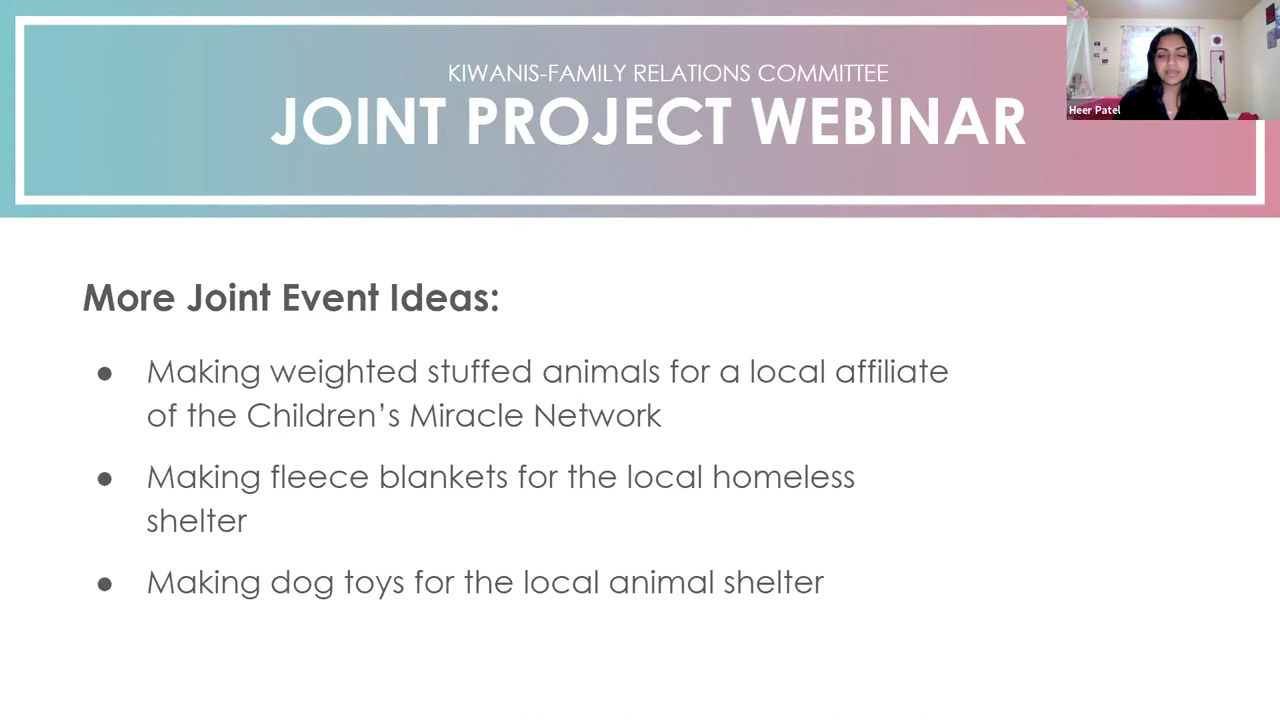 KIWANIS-FAMILY RELATIONS COMMITTEE
JOINT PROJECT WEBINAR
Heer Patel
More Joint Event Ideas:
● Making weighted stuffed animals for a local affiliate
of the Children’s Miracle Network
● Making fleece blankets for the local homeless
shelter
● Making dog toys for the local animal shelter